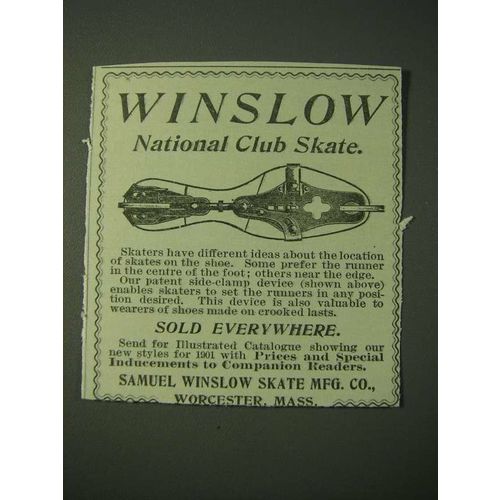 WINSLOW
National Club Skate.
Skaters have different ideas about the location
of skates on the shoe. Some prefer the runner
in the centre of the foot; others near the edge.
Our patent side-clamp device (shown above)
enables skaters to set the runners in any posi-
tion desired. This device is also valuable to
wearers of shoes made on crooked lasts.
SOLD EVERYWHERE.
Send for Illustrated Catalogue showing our
new styles for 1901 with Prices and Special
Inducements to Companion Readers.
SAMUEL WINSLOW SKATE MFG. CO.,
WORCESTER, MASS.